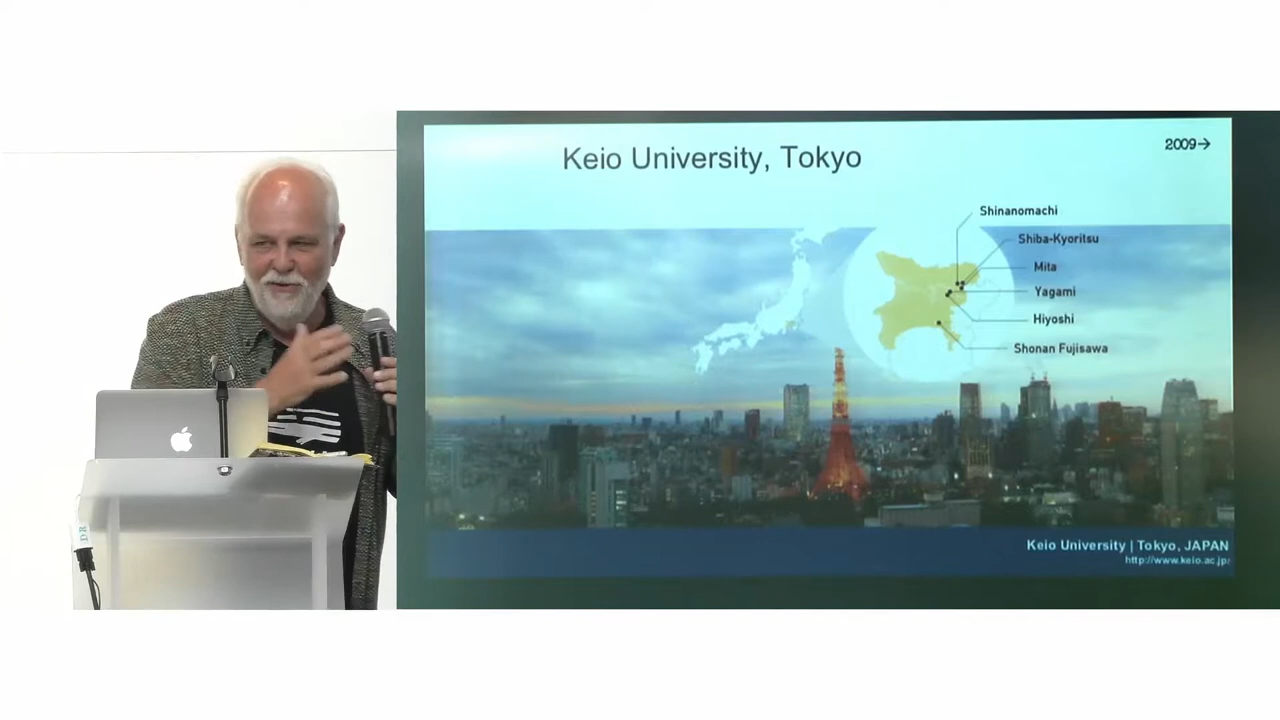 Keio University, Tokyo
2009→
Shinanomachi
Shiba-Kyoritsu
Mita
Yagami
Hiyoshi
Shonan Fujisawa
Keio University | Tokyo, JAPAN
http://www.keio.ac.jp/